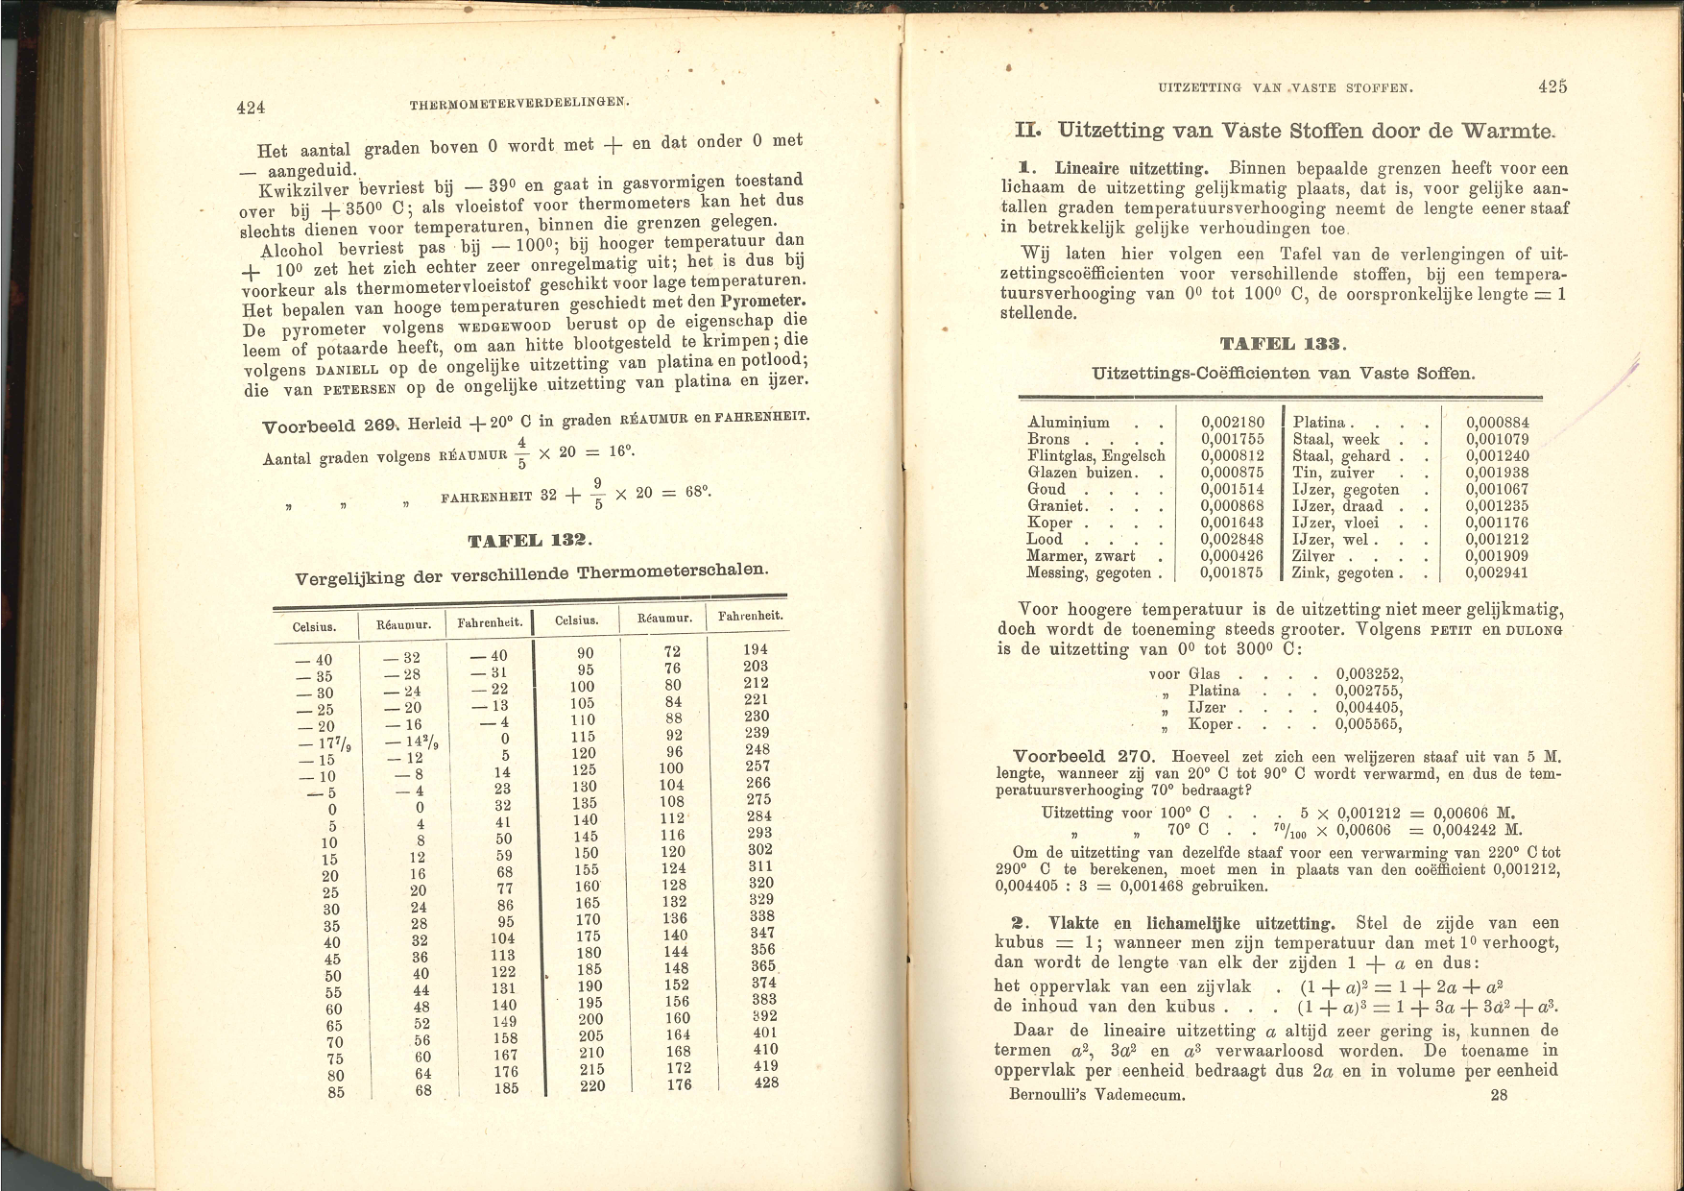 424 THERMOMETERVERDEELINGEN.
Het aantal graden boven 0 wordt met + en dat onder 0 met
— aangeduid.
Kwikzilver bevriest bij — 39⁰ en gaat in gasvormigen toestand
over bij + 350⁰ C; als vloeistof voor thermometers kan het dus
slechts dienen voor temperaturen, binnen die grenzen gelegen.
Alcohol bevriest pas bij — 100⁰; bij hooger temperatuur dan
+ 10⁰ zet het zich echter zeer onregelmatig uit; het is dus bij
voorkeur als thermometervloeistof geschikt voor lage temperaturen.
Het bepalen van hooge temperaturen geschiedt met den Pyrometer.
De pyrometer volgens WEDGEWOOD berust op de eigenschap die
leem of potaarde heeft, om aan hitte blootgesteld te krimpen; die
volgens DANIELL op de ongelijke uitzetting van platina en potlood;
die van PETERSEN op de ongelijke uitzetting van platina en ijzer.
Voorbeeld 269. Herleid + 20° C in graden RÉAUMUR en FAHRENHEIT.
Aantal graden volgens RÉAUMUR 4/5 × 20 = 16°.
„ „ „ FAHRENHEIT 32 + 9/5 × 20 = 68°.
TAFEL 132.
Vergelijking der verschillende Thermometerschalen.
Celsius. Réaumur. Fahrenheit. Celsius. Réaumur. Fahrenheit.
— 40 — 32 — 40 90 72 194
— 35 — 28 — 31 95 76 203
— 30 — 24 — 22 100 80 212
— 25 — 20 — 13 105 84 221
— 20 — 16 — 4 110 88 230
— 17⁷/₉ — 14²/₉ 0 115 92 239
— 15 — 12 5 120 96 248
— 10 — 8 14 125 100 257
— 5 — 4 23 130 104 266
0 0 32 135 108 275
5 4 41 140 112 284
10 8 50 145 116 293
15 12 59 150 120 302
20 16 68 155 124 311
25 20 77 160 128 320
30 24 86 165 132 329
35 28 95 170 136 338
40 32 104 175 140 347
45 36 113 180 144 356
50 40 122 185 148 365
55 44 131 190 152 374
60 48 140 195 156 383
65 52 149 200 160 392
70 56 158 205 164 401
75 60 167 210 168 410
80 64 176 215 172 419
85 68 185 220 176 428
UITZETTING VAN VASTE STOFFEN. 425
II. Uitzetting van Vaste Stoffen door de Warmte.
1. Lineaire uitzetting. Binnen bepaalde grenzen heeft voor een
lichaam de uitzetting gelijkmatig plaats, dat is, voor gelijke aan-
tallen graden temperatuursverhooging neemt de lengte eener staaf
in betrekkelijk gelijke verhoudingen toe.
Wij laten hier volgen een Tafel van de verlengingen of uit-
zettingscoëfficienten voor verschillende stoffen, bij een tempera-
tuursverhooging van 0⁰ tot 100⁰ C, de oorspronkelijke lengte = 1
stellende.
TAFEL 133.
Uitzettings-Coëfficienten van Vaste Soffen.
Aluminium . . 0,002180 Platina . . . . 0,000884
Brons . . . . 0,001755 Staal, week . . 0,001079
Flintglas, Engelsch 0,000812 Staal, gehard . . 0,001240
Glazen buizen. . 0,000875 Tin, zuiver . . 0,001938
Goud . . . . 0,001514 IJzer, gegoten . 0,001067
Graniet. . . . 0,000868 IJzer, draad . . 0,001235
Koper . . . . 0,001643 IJzer, vloei . . 0,001176
Lood . . . . 0,002848 IJzer, wel . . . 0,001212
Marmer, zwart . 0,000426 Zilver . . . . 0,001909
Messing, gegoten . 0,001875 Zink, gegoten . . 0,002941
Voor hoogere temperatuur is de uitzetting niet meer gelijkmatig,
doch wordt de toeneming steeds grooter. Volgens PETIT en DULONG
is de uitzetting van 0⁰ tot 300⁰ C:
voor Glas . . . . 0,003252,
„ Platina . . . 0,002755,
„ IJzer . . . . 0,004405,
„ Koper . . . . 0,005565,
Voorbeeld 270. Hoeveel zet zich een welijzeren staaf uit van 5 M.
lengte, wanneer zij van 20° C tot 90° C wordt verwarmd, en dus de tem-
peratuursverhooging 70° bedraagt?
Uitzetting voor 100° C . . . 5 × 0,001212 = 0,00606 M.
„ „ 70° C . . ⁷⁰/₁₀₀ × 0,00606 = 0,004242 M.
Om de uitzetting van dezelfde staaf voor een verwarming van 220° C tot
290° C te berekenen, moet men in plaats van den coëfficient 0,001212,
0,004405 : 3 = 0,001468 gebruiken.
2. Vlakte en lichamelijke uitzetting. Stel de zijde van een
kubus = 1; wanneer men zijn temperatuur dan met 1⁰ verhoogt,
dan wordt de lengte van elk der zijden 1 + a en dus:
het oppervlak van een zijvlak . (1 + a)² = 1 + 2a + a²
de inhoud van den kubus . . . (1 + a)³ = 1 + 3a + 3a² + a³.
Daar de lineaire uitzetting a altijd zeer gering is, kunnen de
termen a², 3a² en a³ verwaarloosd worden. De toename in
oppervlak per eenheid bedraagt dus 2a en in volume per eenheid
Bernoulli's Vademecum. 28